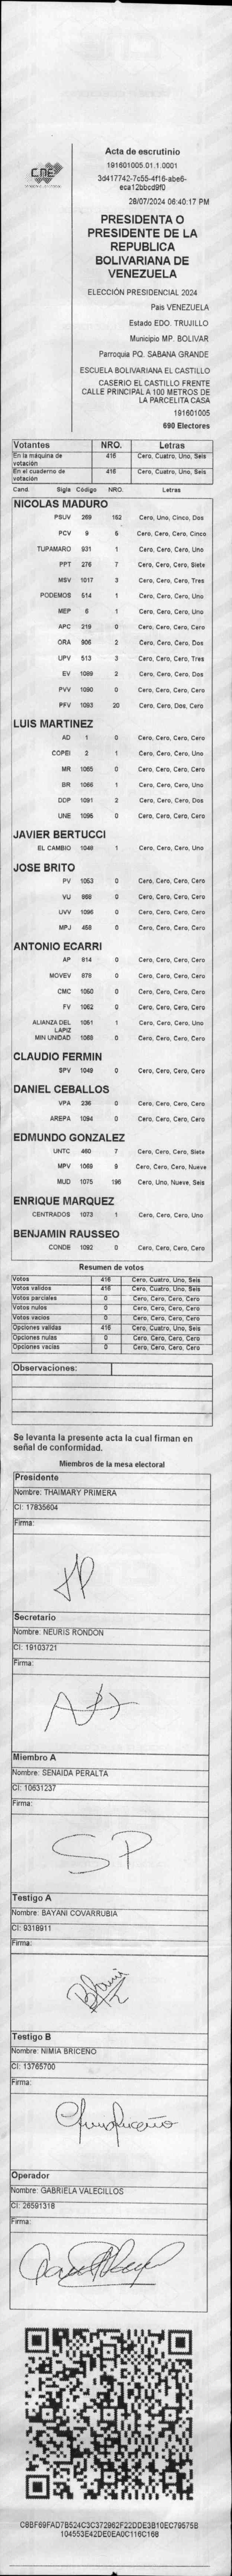 CNE
Acta de escrutinio
191601005.01.1.0001
3d417742-7c55-4f16-abe6-
eca12bbcd9f0
28/07/2024 06:40:17 PM
PRESIDENTA O
PRESIDENTE DE LA
REPUBLICA
BOLIVARIANA DE
VENEZUELA
ELECCIÓN PRESIDENCIAL 2024
Pais VENEZUELA
Estado EDO. TRUJILLO
Municipio MP. BOLIVAR
Parroquia PQ. SABANA GRANDE
ESCUELA BOLIVARIANA EL CASTILLO
CASERIO EL CASTILLO FRENTE
CALLE PRINCIPAL A 100 METROS DE
LA PARCELITA CASA
191601005
690 Electores
Votantes NRO. Letras
En la máquina de votación 416 Cero, Cuatro, Uno, Seis
En el cuaderno de votación 416 Cero, Cuatro, Uno, Seis
Cand. Sigla Código NRO. Letras
NICOLAS MADURO
PSUV 269 152 Cero, Uno, Cinco, Dos
PCV 9 5 Cero, Cero, Cero, Cinco
TUPAMARO 931 1 Cero, Cero, Cero, Uno
PPT 276 7 Cero, Cero, Cero, Siete
MSV 1017 3 Cero, Cero, Cero, Tres
PODEMOS 514 1 Cero, Cero, Cero, Uno
MEP 6 1 Cero, Cero, Cero, Uno
APC 219 0 Cero, Cero, Cero, Cero
ORA 906 2 Cero, Cero, Cero, Dos
UPV 513 3 Cero, Cero, Cero, Tres
EV 1089 2 Cero, Cero, Cero, Dos
PVV 1090 0 Cero, Cero, Cero, Cero
PFV 1093 20 Cero, Cero, Dos, Cero
LUIS MARTINEZ
AD 1 0 Cero, Cero, Cero, Cero
COPEI 2 1 Cero, Cero, Cero, Uno
MR 1065 0 Cero, Cero, Cero, Cero
BR 1066 1 Cero, Cero, Cero, Uno
DDP 1091 2 Cero, Cero, Cero, Dos
UNE 1095 0 Cero, Cero, Cero, Cero
JAVIER BERTUCCI
EL CAMBIO 1048 1 Cero, Cero, Cero, Uno
JOSE BRITO
PV 1053 0 Cero, Cero, Cero, Cero
VU 868 0 Cero, Cero, Cero, Cero
UVV 1096 0 Cero, Cero, Cero, Cero
MPJ 458 0 Cero, Cero, Cero, Cero
ANTONIO ECARRI
AP 814 0 Cero, Cero, Cero, Cero
MOVEV 878 0 Cero, Cero, Cero, Cero
CMC 1050 0 Cero, Cero, Cero, Cero
FV 1062 0 Cero, Cero, Cero, Cero
ALIANZA DEL LAPIZ 1051 1 Cero, Cero, Cero, Uno
MIN UNIDAD 1068 0 Cero, Cero, Cero, Cero
CLAUDIO FERMIN
SPV 1049 0 Cero, Cero, Cero, Cero
DANIEL CEBALLOS
VPA 236 0 Cero, Cero, Cero, Cero
AREPA 1094 0 Cero, Cero, Cero, Cero
EDMUNDO GONZALEZ
UNTC 460 7 Cero, Cero, Cero, Siete
MPV 1069 9 Cero, Cero, Cero, Nueve
MUD 1075 196 Cero, Uno, Nueve, Seis
ENRIQUE MARQUEZ
CENTRADOS 1073 1 Cero, Cero, Cero, Uno
BENJAMIN RAUSSEO
CONDE 1092 0 Cero, Cero, Cero, Cero
Resumen de votos
Votos 416 Cero, Cuatro, Uno, Seis
Votos validos 416 Cero, Cuatro, Uno, Seis
Votos parciales 0 Cero, Cero, Cero, Cero
Votos nulos 0 Cero, Cero, Cero, Cero
Votos vacios 0 Cero, Cero, Cero, Cero
Opciones validas 416 Cero, Cuatro, Uno, Seis
Opciones nulas 0 Cero, Cero, Cero, Cero
Opciones vacias 0 Cero, Cero, Cero, Cero
Observaciones:
Se levanta la presente acta la cual firman en
señal de conformidad.
Miembros de la mesa electoral
Presidente
Nombre: THAIMARY PRIMERA
CI: 17835604
Firma:
Secretario
Nombre: NEURIS RONDON
CI: 19103721
Firma:
Miembro A
Nombre: SENAIDA PERALTA
CI: 10631237
Firma:
SP
Testigo A
Nombre: BAYANI COVARRUBIA
CI: 9318911
Firma:
Testigo B
Nombre: NIMIA BRICEÑO
CI: 13765700
Firma:
Operador
Nombre: GABRIELA VALECILLOS
CI: 26591318
Firma:
C8BF69FAD7B524C3C372962F22DDE3B10EC79575B
104553E42DE0EA0C116C168